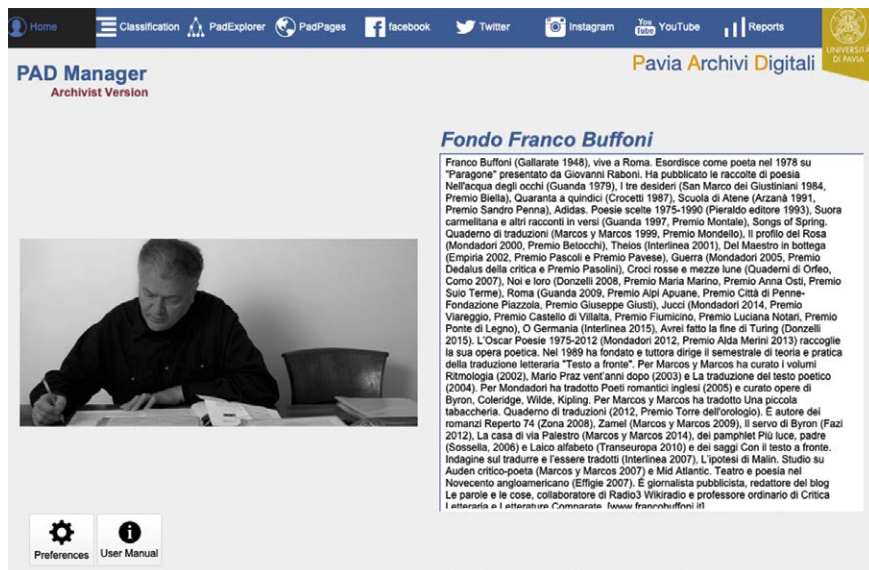 Home
Classification
PadExplorer
PadPages
facebook
Twitter
Instagram
You Tube
YouTube
Reports
UNIVERSITÀ
DI PAVIA
PAD Manager
Archivist Version
Pavia Archivi Digitali
Fondo Franco Buffoni
Franco Buffoni (Gallarate 1948), vive a Roma. Esordisce come poeta nel 1978 su
"Paragone" presentato da Giovanni Raboni. Ha pubblicato le raccolte di poesia
Nell'acqua degli occhi (Guanda 1979), I tre desideri (San Marco dei Giustiniani 1984,
Premio Biella), Quaranta a quindici (Crocetti 1987), Scuola di Atene (Arzanà 1991,
Premio Sandro Penna), Adidas. Poesie scelte 1975-1990 (Pieraldo editore 1993), Suora
carmelitana e altri racconti in versi (Guanda 1997, Premio Montale), Songs of Spring.
Quaderno di traduzioni (Marcos y Marcos 1999, Premio Mondello), Il profilo del Rosa
(Mondadori 2000, Premio Betocchi), Theios (Interlinea 2001), Del Maestro in bottega
(Empiria 2002, Premio Pascoli e Premio Pavese), Guerra (Mondadori 2005, Premio
Dedalus della critica e Premio Pasolini), Croci rosse e mezze lune (Quaderni di Orfeo,
Como 2007), Noi e loro (Donzelli 2008, Premio Maria Marino, Premio Anna Osti, Premio
Suio Terme), Roma (Guanda 2009, Premio Alpi Apuane, Premio Città di Penne-
Fondazione Piazzola, Premio Giuseppe Giusti), Jucci (Mondadori 2014, Premio
Viareggio, Premio Castello di Villalta, Premio Fiumicino, Premio Luciana Notari, Premio
Ponte di Legno), O Germania (Interlinea 2015), Avrei fatto la fine di Turing (Donzelli
2015). L'Oscar Poesie 1975-2012 (Mondadori 2012, Premio Alda Merini 2013) raccoglie
la sua opera poetica. Nel 1989 ha fondato e tuttora dirige il semestrale di teoria e pratica
della traduzione letteraria "Testo a fronte". Per Marcos y Marcos ha curato i volumi
Ritmologia (2002), Mario Praz vent'anni dopo (2003) e La traduzione del testo poetico
(2004). Per Mondadori ha tradotto Poeti romantici inglesi (2005) e curato opere di
Byron, Coleridge, Wilde, Kipling. Per Marcos y Marcos ha tradotto Una piccola
tabaccheria. Quaderno di traduzioni (2012, Premio Torre dell'orologio). È autore dei
romanzi Reperto 74 (Zona 2008), Zamel (Marcos y Marcos 2009), Il servo di Byron (Fazi
2012), La casa di via Palestro (Marcos y Marcos 2014), dei pamphlet Più luce, padre
(Sossella, 2006) e Laico alfabeto (Transeuropa 2010) e dei saggi Con il testo a fronte.
Indagine sul tradurre e l'essere tradotti (Interlinea 2007), L'ipotesi di Malin. Studio su
Auden critico-poeta (Marcos y Marcos 2007) e Mid Atlantic. Teatro e poesia nel
Novecento angloamericano (Effigie 2007). È giornalista pubblicista, redattore del blog
Le parole e le cose, collaboratore di Radio3 Wikiradio e professore ordinario di Critica
Letteraria e Letterature Comparate. [www.francobuffoni.it]
Preferences
User Manual